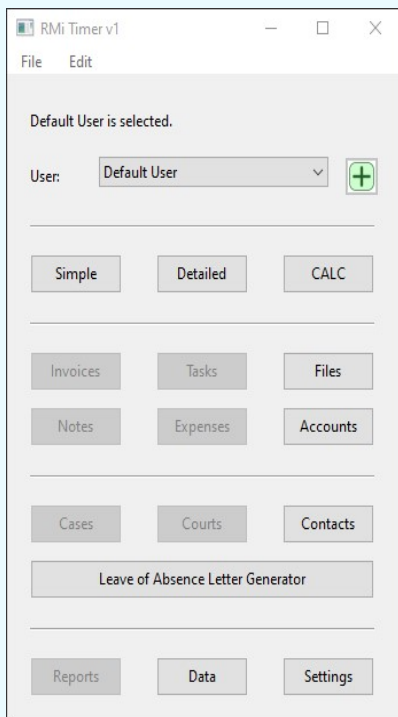 RMi Timer v1
File Edit
Default User is selected.
User: Default User
Simple Detailed CALC
Invoices Tasks Files
Notes Expenses Accounts
Cases Courts Contacts
Leave of Absence Letter Generator
Reports Data Settings